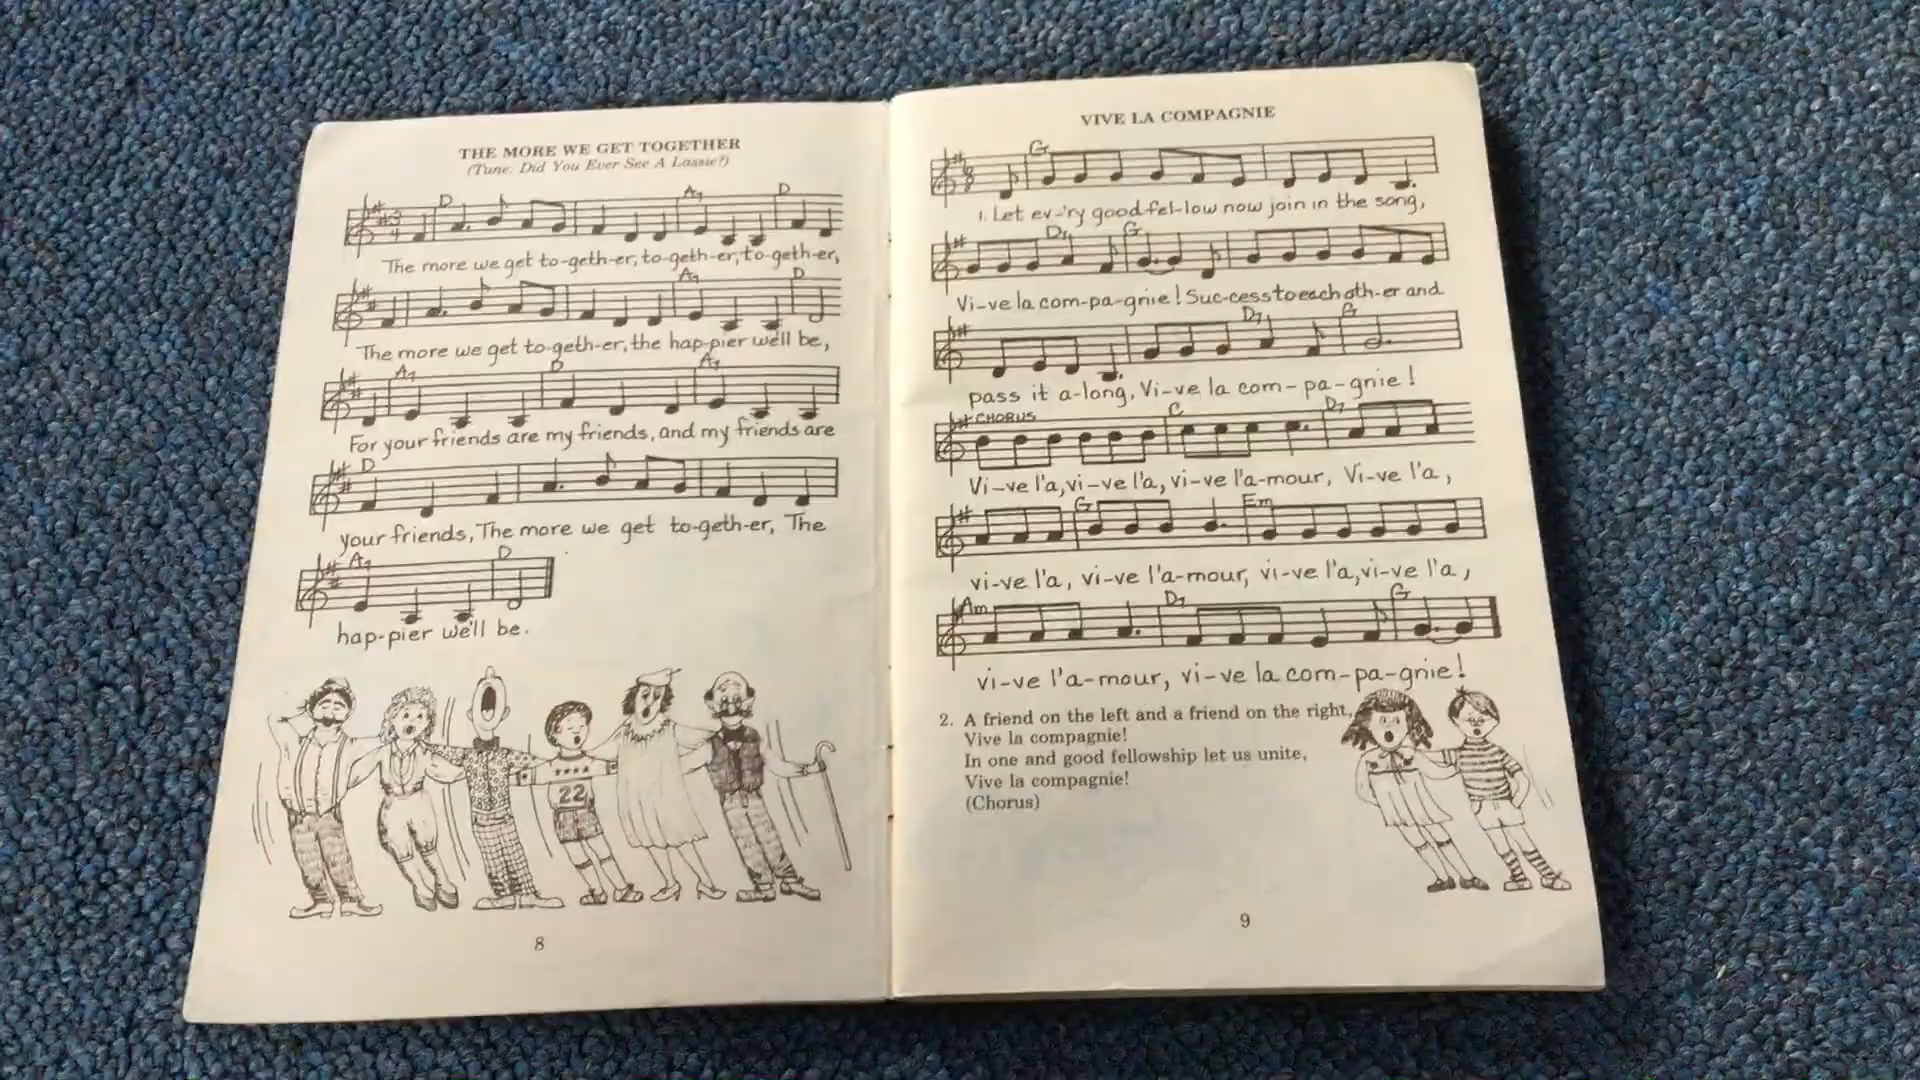 THE MORE WE GET TOGETHER
(Tune: Did You Ever See A Lassie?)
D A7 D
The more we get to-geth-er, to-geth-er, to-geth-er,
A7 D
The more we get to-geth-er, the hap-pier we'll be,
A7 D A7
For your friends are my friends, and my friends are
D
your friends, The more we get to-geth-er, The
A7 D
hap-pier we'll be.
22
8
VIVE LA COMPAGNIE
G
1. Let ev-'ry good fel-low now join in the song,
D7 G
Vi-ve la com-pa-gnie! Suc-cess to each oth-er and
D7 G
pass it a-long, Vi-ve la com-pa-gnie!
CHORUS C D7
Vi-ve l'a, vi-ve l'a, vi-ve l'a-mour, Vi-ve l'a,
G Em
vi-ve l'a, vi-ve l'a-mour, vi-ve l'a, vi-ve l'a,
Am D7 G
vi-ve l'a-mour, vi-ve la com-pa-gnie!
2. A friend on the left and a friend on the right,
Vive la compagnie!
In one and good fellowship let us unite,
Vive la compagnie!
(Chorus)
9